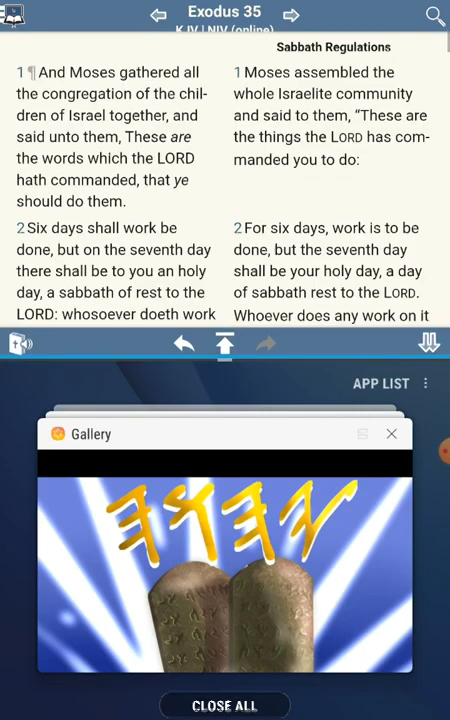 Exodus 35
KJV | NIV (online)
1 ¶ And Moses gathered all
the congregation of the chil-
dren of Israel together, and
said unto them, These are
the words which the LORD
hath commanded, that ye
should do them.
2 Six days shall work be
done, but on the seventh day
there shall be to you an holy
day, a sabbath of rest to the
LORD: whosoever doeth work
Sabbath Regulations
1 Moses assembled the
whole Israelite community
and said to them, “These are
the things the LORD has com-
manded you to do:
2 For six days, work is to be
done, but the seventh day
shall be your holy day, a day
of sabbath rest to the LORD.
Whoever does any work on it
APP LIST
Gallery
𐤉𐤄𐤅𐤄
CLOSE ALL